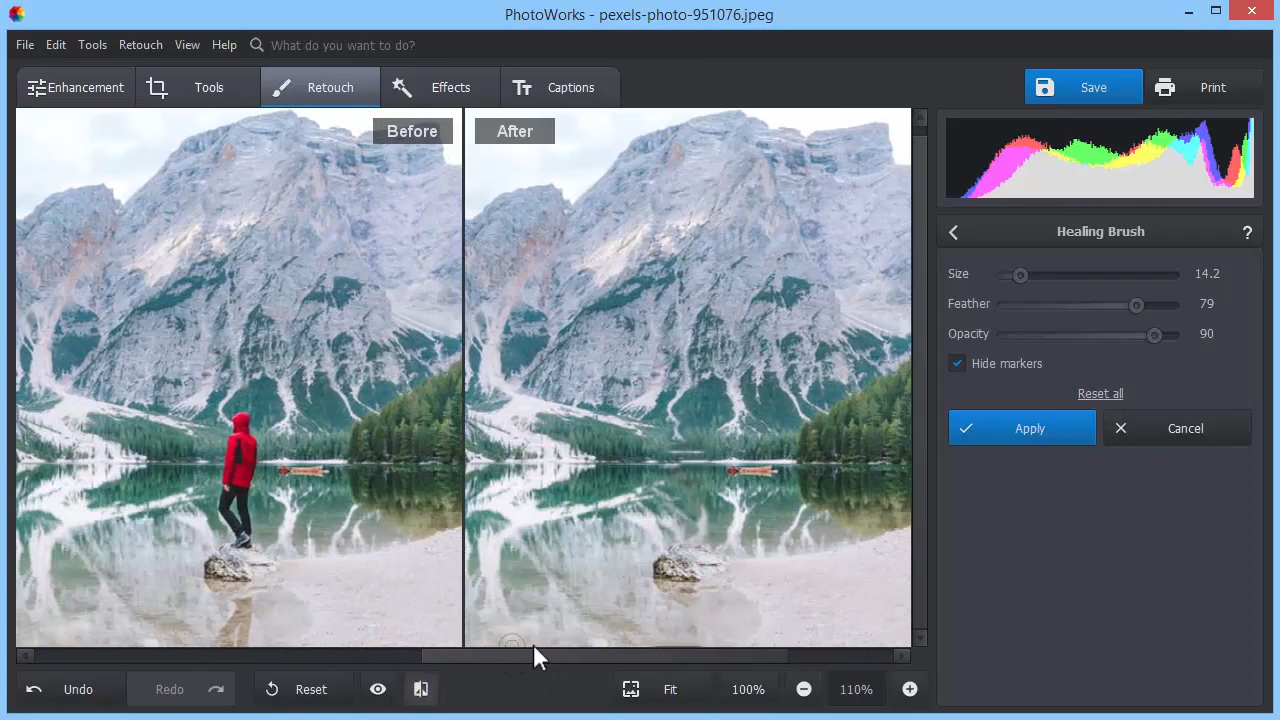 PhotoWorks - pexels-photo-951076.jpeg
File Edit Tools Retouch View Help What do you want to do?
Enhancement Tools Retouch Effects Captions Save Print
Before After
Healing Brush ?
Size 14.2
Feather 79
Opacity 90
Hide markers
Reset all
Apply Cancel
Undo Redo Reset Fit 100% 110%